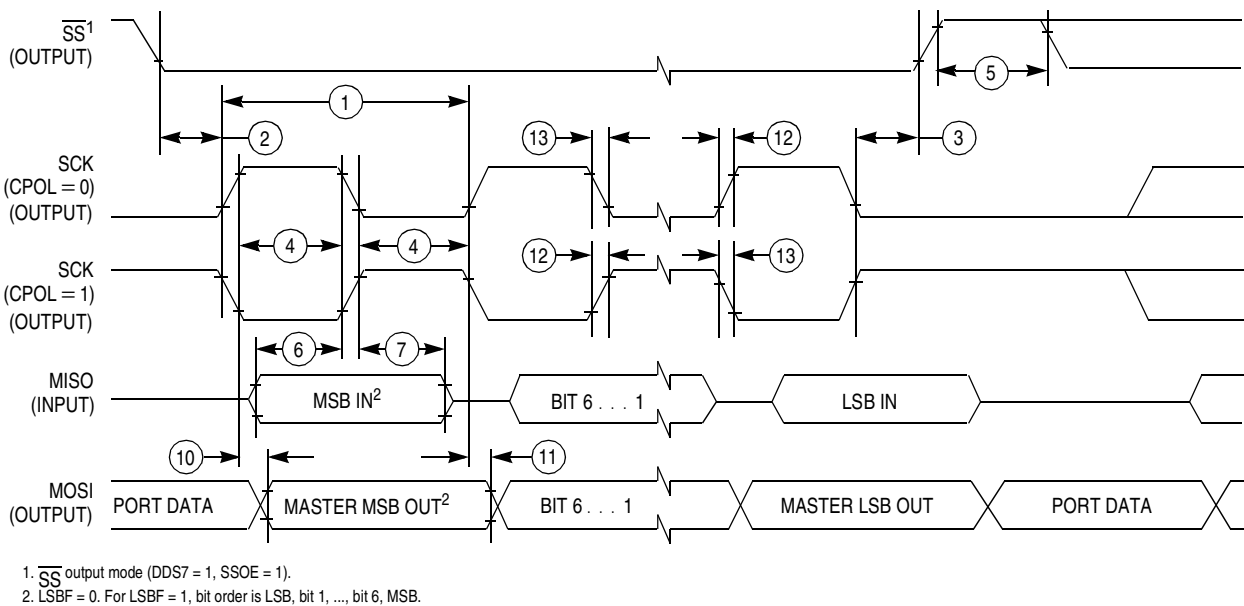 SS1
(OUTPUT)
5
1
2
13
12
3
SCK
(CPOL = 0)
(OUTPUT)
4
4
12
13
SCK
(CPOL = 1)
(OUTPUT)
6
7
MISO
(INPUT)
MSB IN2
BIT 6 . . . 1
LSB IN
10
11
MOSI
(OUTPUT)
PORT DATA
MASTER MSB OUT2
BIT 6 . . . 1
MASTER LSB OUT
PORT DATA
1. SS output mode (DDS7 = 1, SSOE = 1).
2. LSBF = 0. For LSBF = 1, bit order is LSB, bit 1, ..., bit 6, MSB.